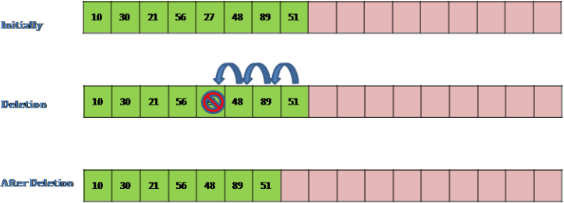 10 30 21 56 27 48 89 51
Initially
Deletion
10 30 21 56 48 89 51
After Deletion
10 30 21 56 48 89 51